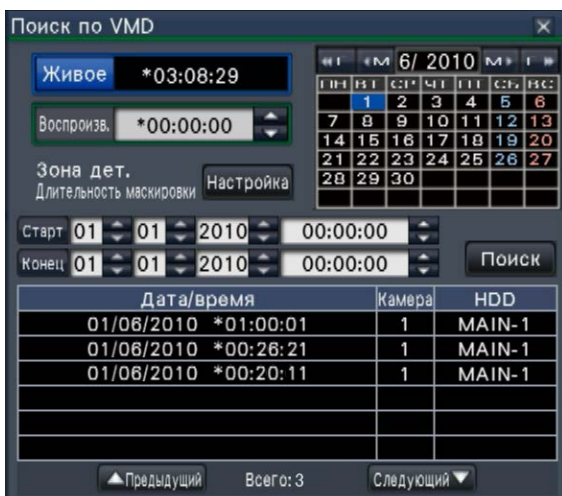 Поиск по VMD
Живое *03:08:29
Воспроизв. *00:00:00
Зона дет.
Длительность маскировки Настройка
6/ 2010
ПН ВТ СР ЧТ ПТ СБ ВС
1 2 3 4 5 6
7 8 9 10 11 12 13
14 15 16 17 18 19 20
21 22 23 24 25 26 27
28 29 30
Старт 01 01 2010 00:00:00
Конец 01 01 2010 00:00:00
Поиск
Дата/время Камера HDD
01/06/2010 *01:00:01 1 MAIN-1
01/06/2010 *00:26:21 1 MAIN-1
01/06/2010 *00:20:11 1 MAIN-1
Предыдущий Всего:3 Следующий